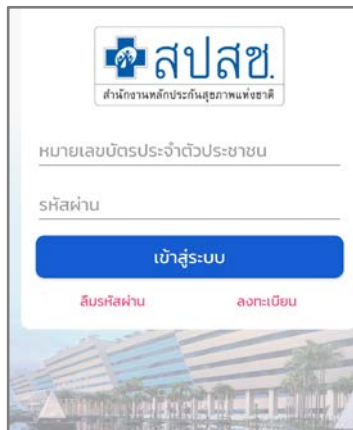 สปสช.
สำนักงานหลักประกันสุขภาพแห่งชาติ
หมายเลขบัตรประจำตัวประชาชน
รหัสผ่าน
เข้าสู่ระบบ
ลืมรหัสผ่าน ลงทะเบียน